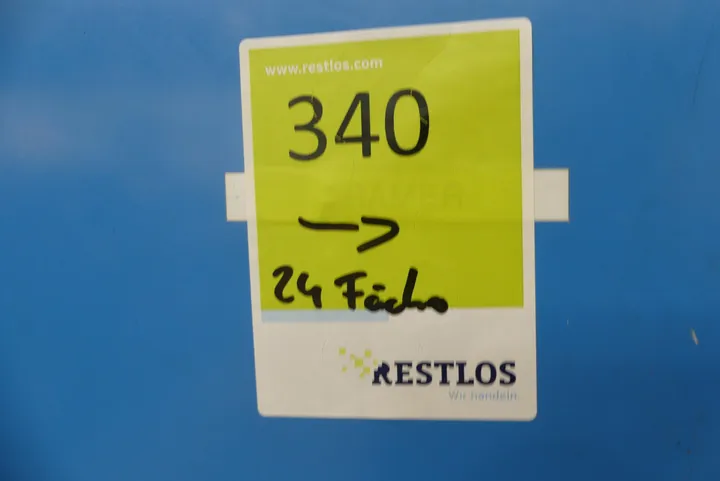 www.restlos.com
340
→
24 Fächer
RESTLOS
Wir handeln.